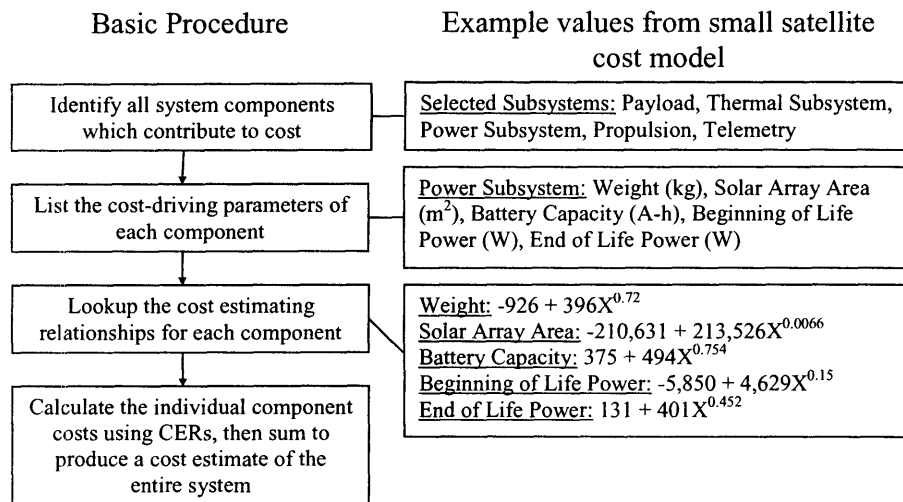 Basic Procedure
Example values from small satellite
cost model
Identify all system components
which contribute to cost
Selected Subsystems: Payload, Thermal Subsystem,
Power Subsystem, Propulsion, Telemetry
List the cost-driving parameters of
each component
Power Subsystem: Weight (kg), Solar Array Area
(m²), Battery Capacity (A-h), Beginning of Life
Power (W), End of Life Power (W)
Lookup the cost estimating
relationships for each component
Weight: -926 + 396X^0.72
Solar Array Area: -210,631 + 213,526X^0.0066
Battery Capacity: 375 + 494X^0.754
Beginning of Life Power: -5,850 + 4,629X^0.15
End of Life Power: 131 + 401X^0.452
Calculate the individual component
costs using CERs, then sum to
produce a cost estimate of the
entire system